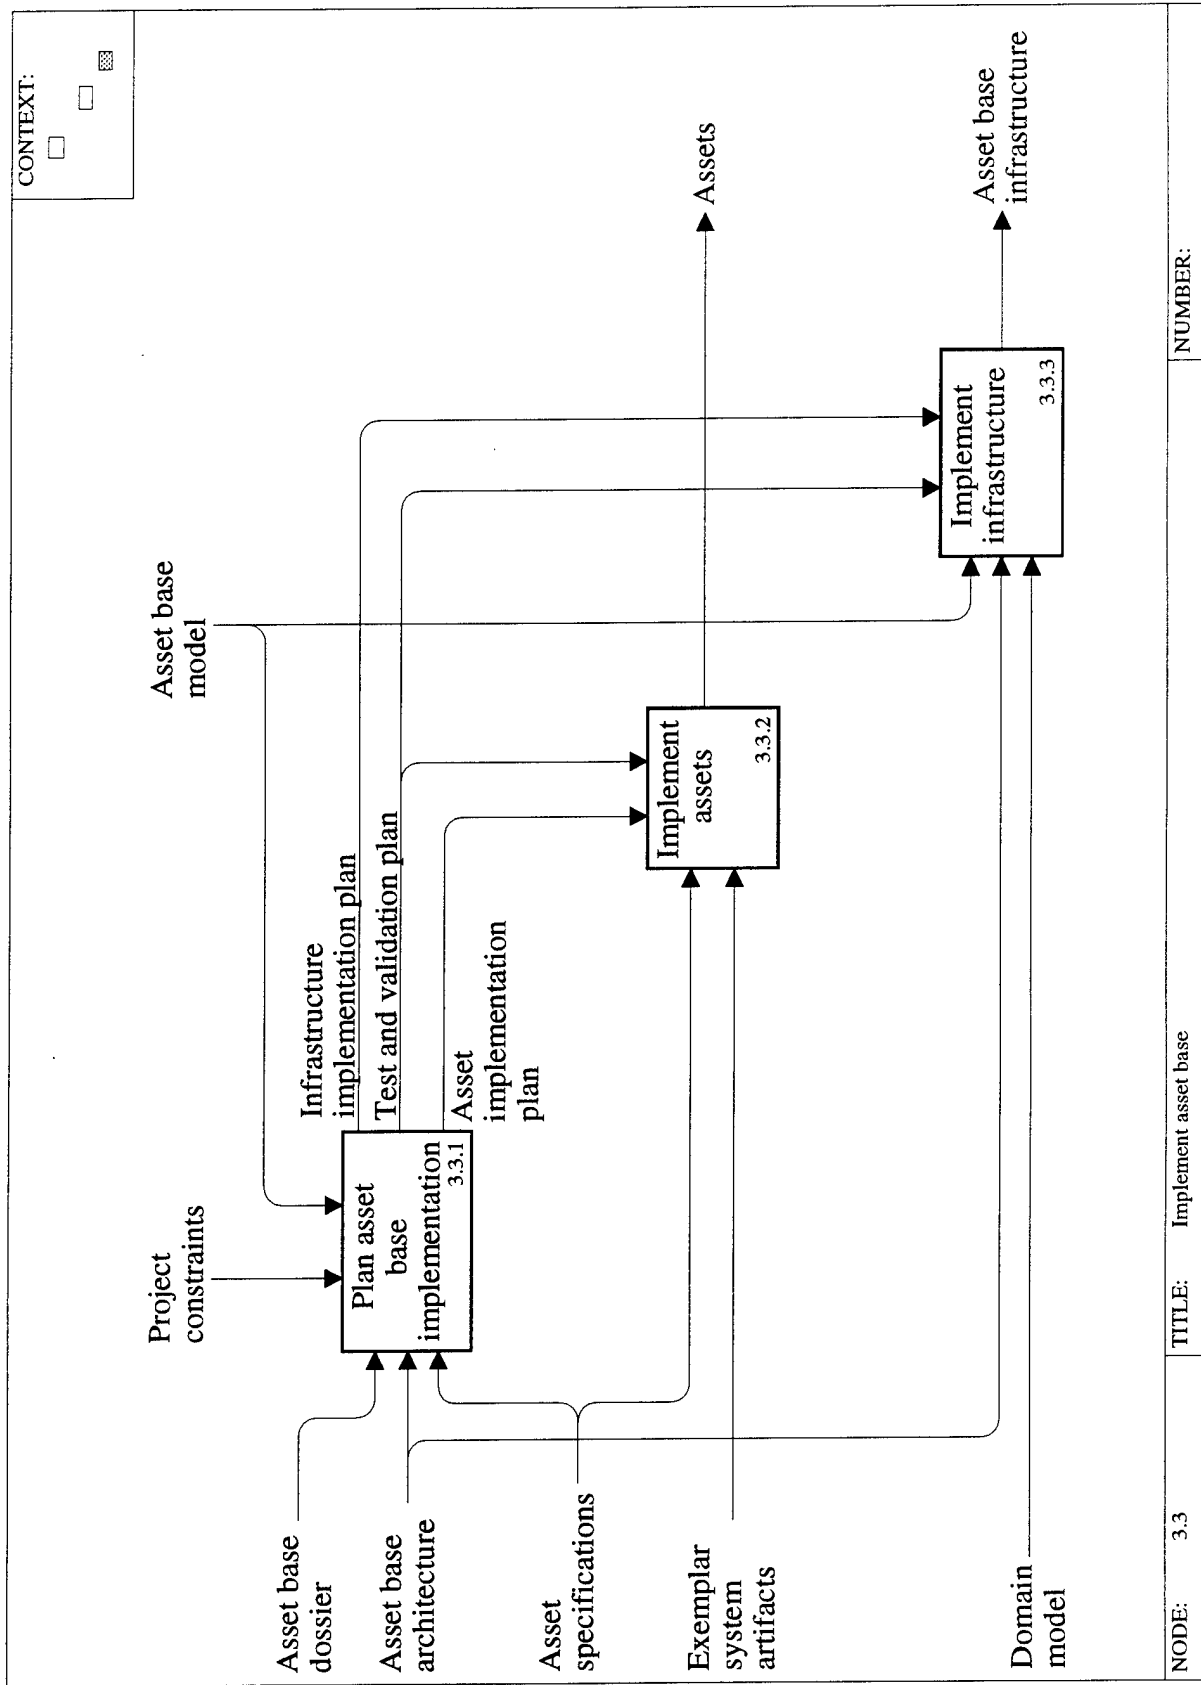 CONTEXT:
Project
constraints
Asset base
model
Asset base
dossier
Asset base
architecture
Asset
specifications
Exemplar
system
artifacts
Domain
model
Plan asset
base
implementation
3.3.1
Infrastructure
implementation plan
Test and validation plan
Asset
implementation
plan
Implement
assets
3.3.2
Implement
infrastructure
3.3.3
Assets
Asset base
infrastructure
NODE: 3.3
TITLE: Implement asset base
NUMBER: